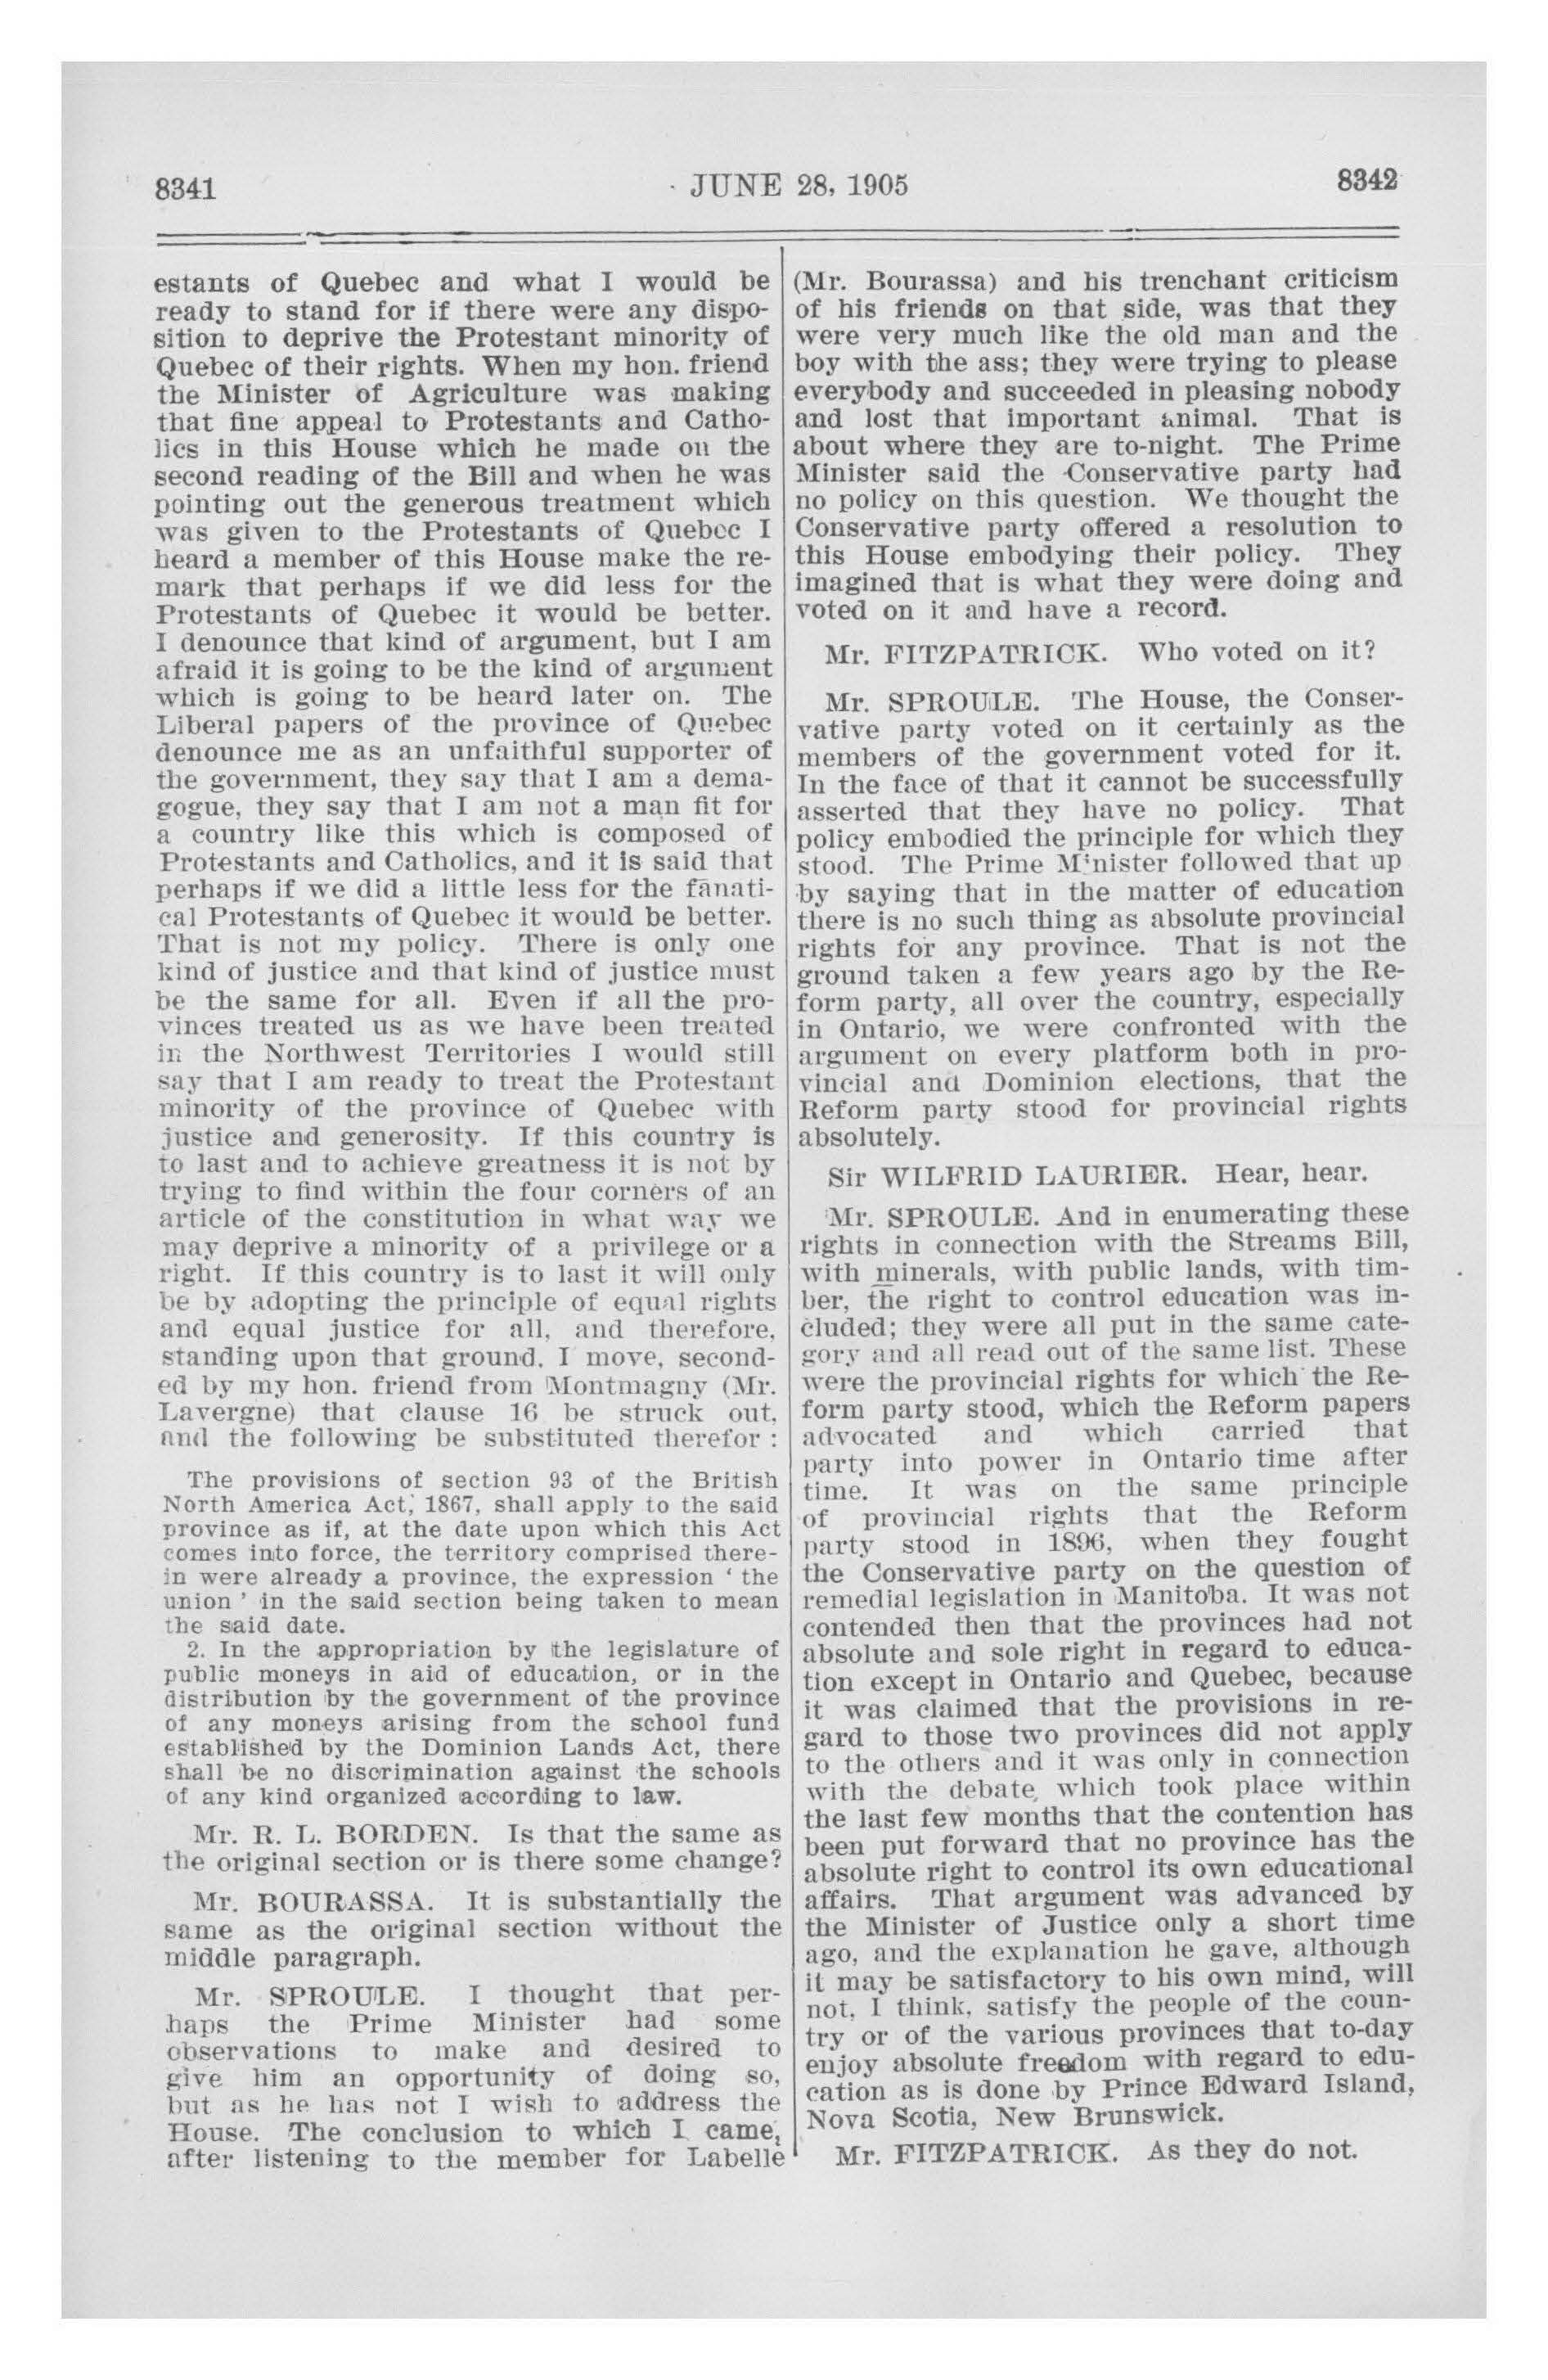 8341
JUNE 28, 1905
8342
estants of Quebec and what I would be
ready to stand for if there were any dispo-
sition to deprive the Protestant minority of
Quebec of their rights. When my hon. friend
the Minister of Agriculture was making
that fine appeal to Protestants and Catho-
lics in this House which he made on the
second reading of the Bill and when he was
pointing out the generous treatment which
was given to the Protestants of Quebec I
heard a member of this House make the re-
mark that perhaps if we did less for the
Protestants of Quebec it would be better.
I denounce that kind of argument, but I am
afraid it is going to be the kind of argument
which is going to be heard later on. The
Liberal papers of the province of Quebec
denounce me as an unfaithful supporter of
the government, they say that I am a dema-
gogue, they say that I am not a man fit for
a country like this which is composed of
Protestants and Catholics, and it is said that
perhaps if we did a little less for the fanati-
cal Protestants of Quebec it would be better.
That is not my policy. There is only one
kind of justice and that kind of justice must
be the same for all. Even if all the pro-
vinces treated us as we have been treated
in the Northwest Territories I would still
say that I am ready to treat the Protestant
minority of the province of Quebec with
justice and generosity. If this country is
to last and to achieve greatness it is not by
trying to find within the four corners of an
article of the constitution in what way we
may deprive a minority of a privilege or a
right. If this country is to last it will only
be by adopting the principle of equal rights
and equal justice for all, and therefore,
standing upon that ground, I move, second-
ed by my hon. friend from Montmagny (Mr.
Lavergne) that clause 16 be struck out,
and the following be substituted therefor :
The provisions of section 93 of the British
North America Act, 1867, shall apply to the said
province as if, at the date upon which this Act
comes into force, the territory comprised there-
in were already a province, the expression ' the
union ' in the said section being taken to mean
the said date.
2. In the appropriation by the legislature of
public moneys in aid of education, or in the
distribution by the government of the province
of any moneys arising from the school fund
established by the Dominion Lands Act, there
shall be no discrimination against the schools
of any kind organized according to law.
Mr. R. L. BORDEN. Is that the same as
the original section or is there some change?
Mr. BOURASSA. It is substantially the
same as the original section without the
middle paragraph.
Mr. SPROULE. I thought that per-
haps the Prime Minister had some
observations to make and desired to
give him an opportunity of doing so,
but as he has not I wish to address the
House. The conclusion to which I came,
after listening to the member for Labelle
(Mr. Bourassa) and his trenchant criticism
of his friends on that side, was that they
were very much like the old man and the
boy with the ass; they were trying to please
everybody and succeeded in pleasing nobody
and lost that important animal. That is
about where they are to-night. The Prime
Minister said the Conservative party had
no policy on this question. We thought the
Conservative party offered a resolution to
this House embodying their policy. They
imagined that is what they were doing and
voted on it and have a record.
Mr. FITZPATRICK. Who voted on it?
Mr. SPROULE. The House, the Conser-
vative party voted on it certainly as the
members of the government voted for it.
In the face of that it cannot be successfully
asserted that they have no policy. That
policy embodied the principle for which they
stood. The Prime Minister followed that up
by saying that in the matter of education
there is no such thing as absolute provincial
rights for any province. That is not the
ground taken a few years ago by the Re-
form party, all over the country, especially
in Ontario, we were confronted with the
argument on every platform both in pro-
vincial and Dominion elections, that the
Reform party stood for provincial rights
absolutely.
Sir WILFRID LAURIER. Hear, hear.
Mr. SPROULE. And in enumerating these
rights in connection with the Streams Bill,
with minerals, with public lands, with tim-
ber, the right to control education was in-
cluded; they were all put in the same cate-
gory and all read out of the same list. These
were the provincial rights for which the Re-
form party stood, which the Reform papers
advocated and which carried that
party into power in Ontario time after
time. It was on the same principle
of provincial rights that the Reform
party stood in 1896, when they fought
the Conservative party on the question of
remedial legislation in Manitoba. It was not
contended then that the provinces had not
absolute and sole right in regard to educa-
tion except in Ontario and Quebec, because
it was claimed that the provisions in re-
gard to those two provinces did not apply
to the others and it was only in connection
with the debate, which took place within
the last few months that the contention has
been put forward that no province has the
absolute right to control its own educational
affairs. That argument was advanced by
the Minister of Justice only a short time
ago, and the explanation he gave, although
it may be satisfactory to his own mind, will
not, I think, satisfy the people of the coun-
try or of the various provinces that to-day
enjoy absolute freedom with regard to edu-
cation as is done by Prince Edward Island,
Nova Scotia, New Brunswick.
Mr. FITZPATRICK. As they do not.